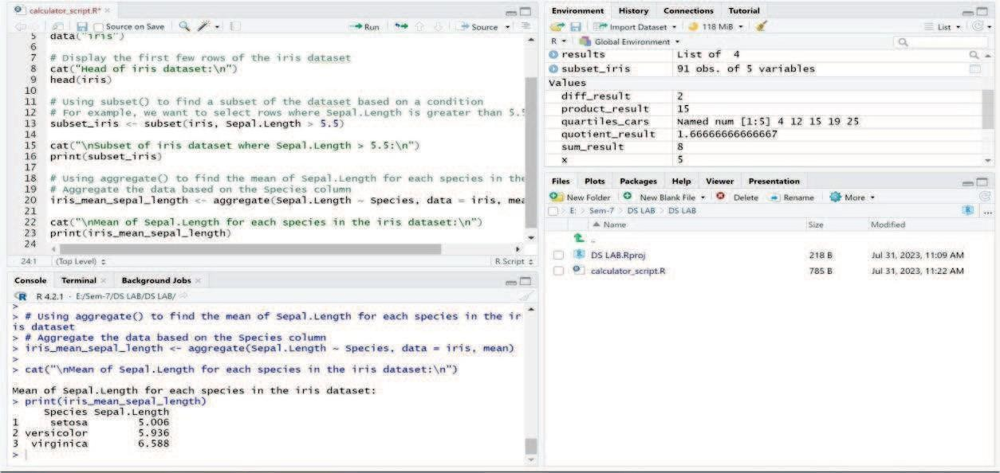 calculator_script.R*
Source on Save
Run
Source
5 data("iris")
6
7 # Display the first few rows of the iris dataset
8 cat("Head of iris dataset:\n")
9 head(iris)
10
11 # Using subset() to find a subset of the dataset based on a condition
12 # For example, we want to select rows where Sepal.Length is greater than 5.5
13 subset_iris <- subset(iris, Sepal.Length > 5.5)
14
15 cat("\nSubset of iris dataset where Sepal.Length > 5.5:\n")
16 print(subset_iris)
17
18 # Using aggregate() to find the mean of Sepal.Length for each species in the
19 # Aggregate the data based on the Species column
20 iris_mean_sepal_length <- aggregate(Sepal.Length ~ Species, data = iris, mea
21
22 cat("\nMean of Sepal.Length for each species in the iris dataset:\n")
23 print(iris_mean_sepal_length)
24
24:1 (Top Level) R Script
Console Terminal Background Jobs
R 4.2.1 · E:/Sem-7/DS LAB/DS LAB/
>
> # Using aggregate() to find the mean of Sepal.Length for each species in the ir
is dataset
> # Aggregate the data based on the Species column
> iris_mean_sepal_length <- aggregate(Sepal.Length ~ Species, data = iris, mean)
>
> cat("\nMean of Sepal.Length for each species in the iris dataset:\n")
Mean of Sepal.Length for each species in the iris dataset:
> print(iris_mean_sepal_length)
Species Sepal.Length
1 setosa 5.006
2 versicolor 5.936
3 virginica 6.588
>
Environment History Connections Tutorial
Import Dataset 118 MiB List
R Global Environment
results List of 4
subset_iris 91 obs. of 5 variables
Values
diff_result 2
product_result 15
quartiles_cars Named num [1:5] 4 12 15 19 25
quotient_result 1.66666666666667
sum_result 8
x 5
Files Plots Packages Help Viewer Presentation
New Folder New Blank File Delete Rename More
E: > Sem-7 > DS LAB > DS LAB
Name Size Modified
..
DS LAB.Rproj 218 B Jul 31, 2023, 11:09 AM
calculator_script.R 785 B Jul 31, 2023, 11:22 AM